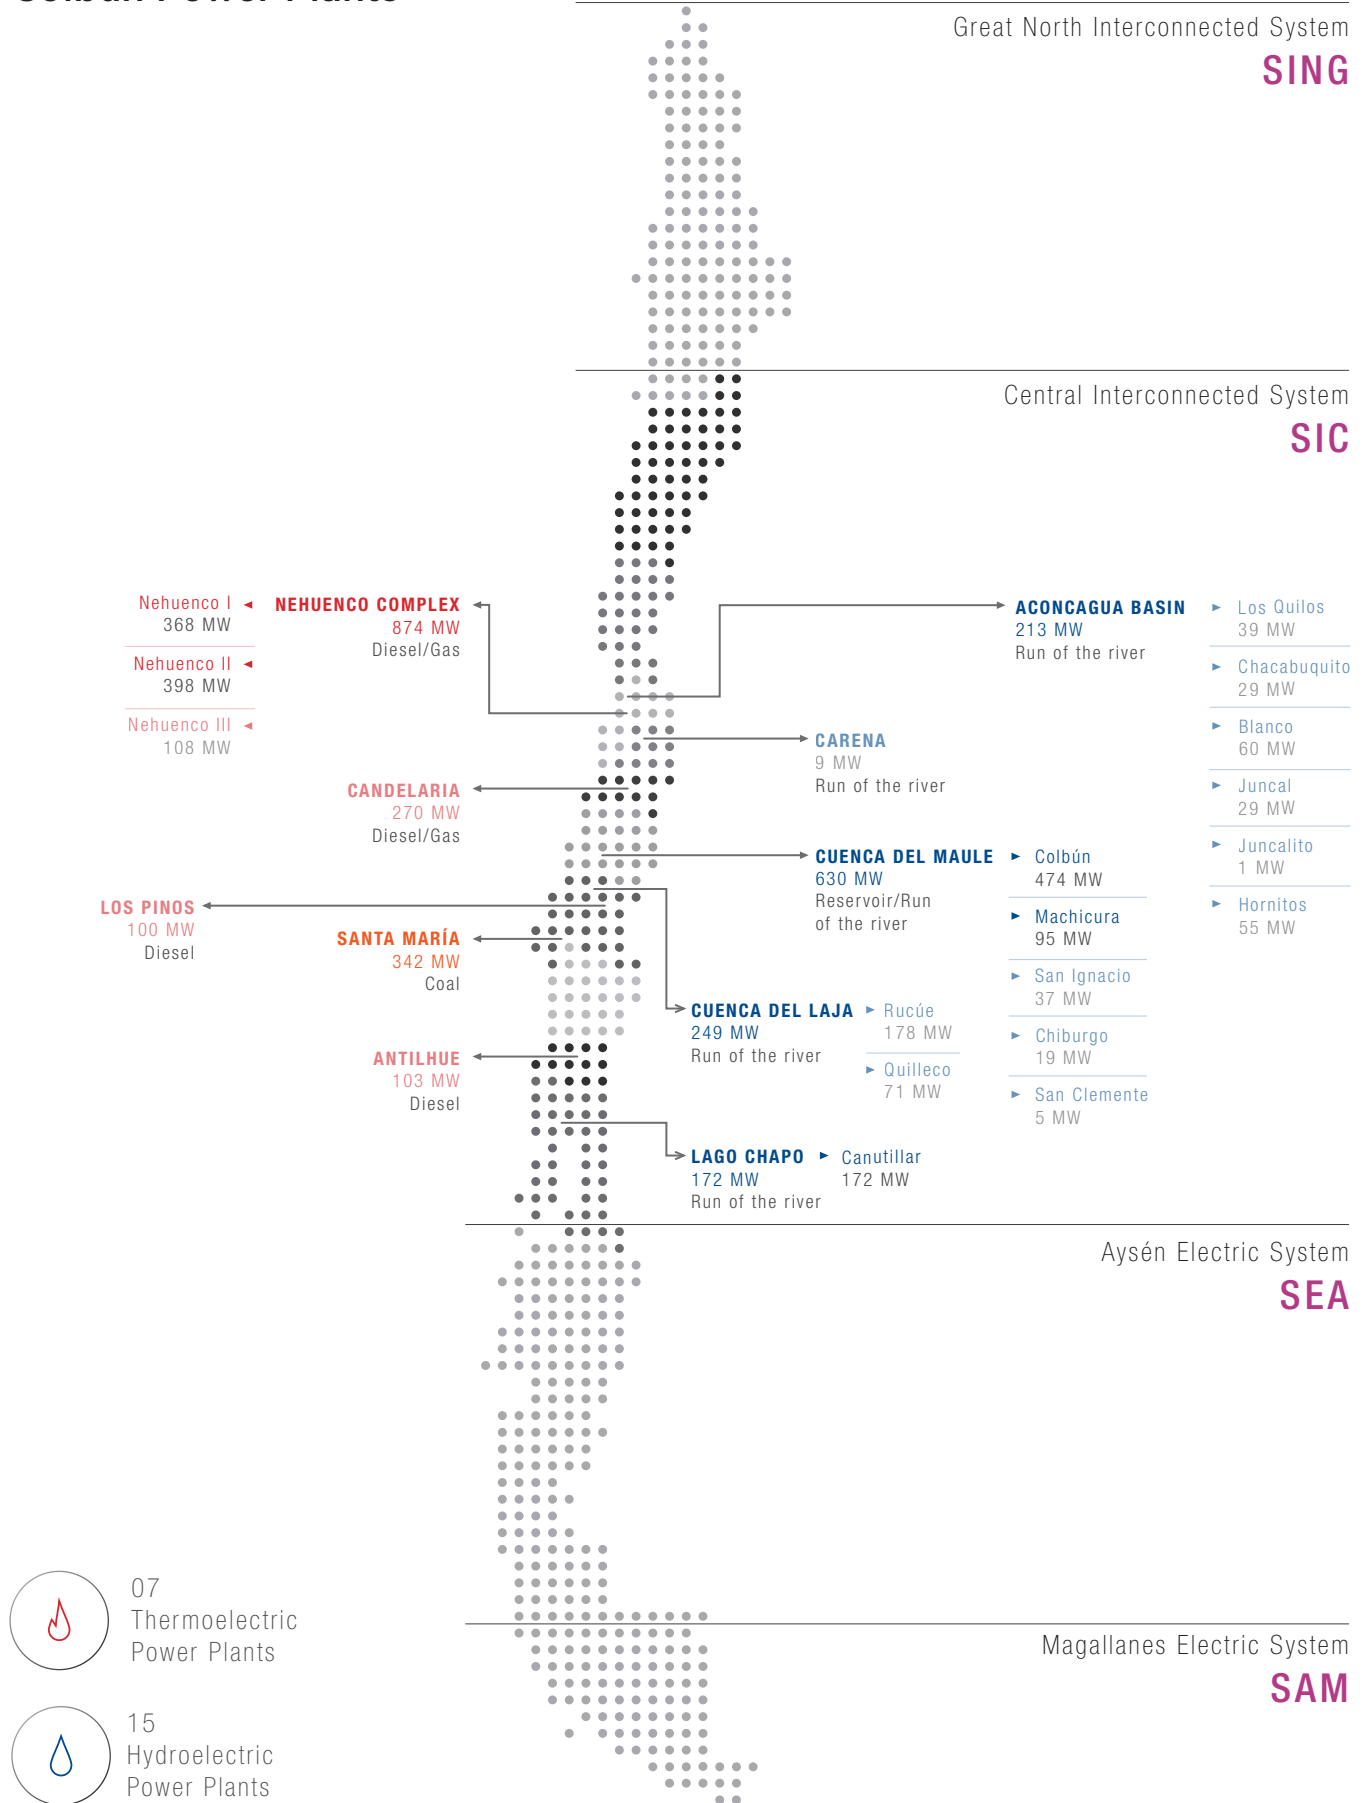 Colbún Power Plants
Great North Interconnected System
SING
Central Interconnected System
SIC
Nehuenco I
368 MW
Nehuenco II
398 MW
Nehuenco III
108 MW
NEHUENCO COMPLEX
874 MW
Diesel/Gas
CANDELARIA
270 MW
Diesel/Gas
LOS PINOS
100 MW
Diesel
SANTA MARÍA
342 MW
Coal
ANTILHUE
103 MW
Diesel
ACONCAGUA BASIN
213 MW
Run of the river
Los Quilos
39 MW
Chacabuquito
29 MW
Blanco
60 MW
Juncal
29 MW
Juncalito
1 MW
Hornitos
55 MW
CARENA
9 MW
Run of the river
CUENCA DEL MAULE
630 MW
Reservoir/Run
of the river
Colbún
474 MW
Machicura
95 MW
San Ignacio
37 MW
Chiburgo
19 MW
San Clemente
5 MW
CUENCA DEL LAJA
249 MW
Run of the river
Rucúe
178 MW
Quilleco
71 MW
LAGO CHAPO
172 MW
Run of the river
Canutillar
172 MW
Aysén Electric System
SEA
Magallanes Electric System
SAM
07
Thermoelectric
Power Plants
15
Hydroelectric
Power Plants